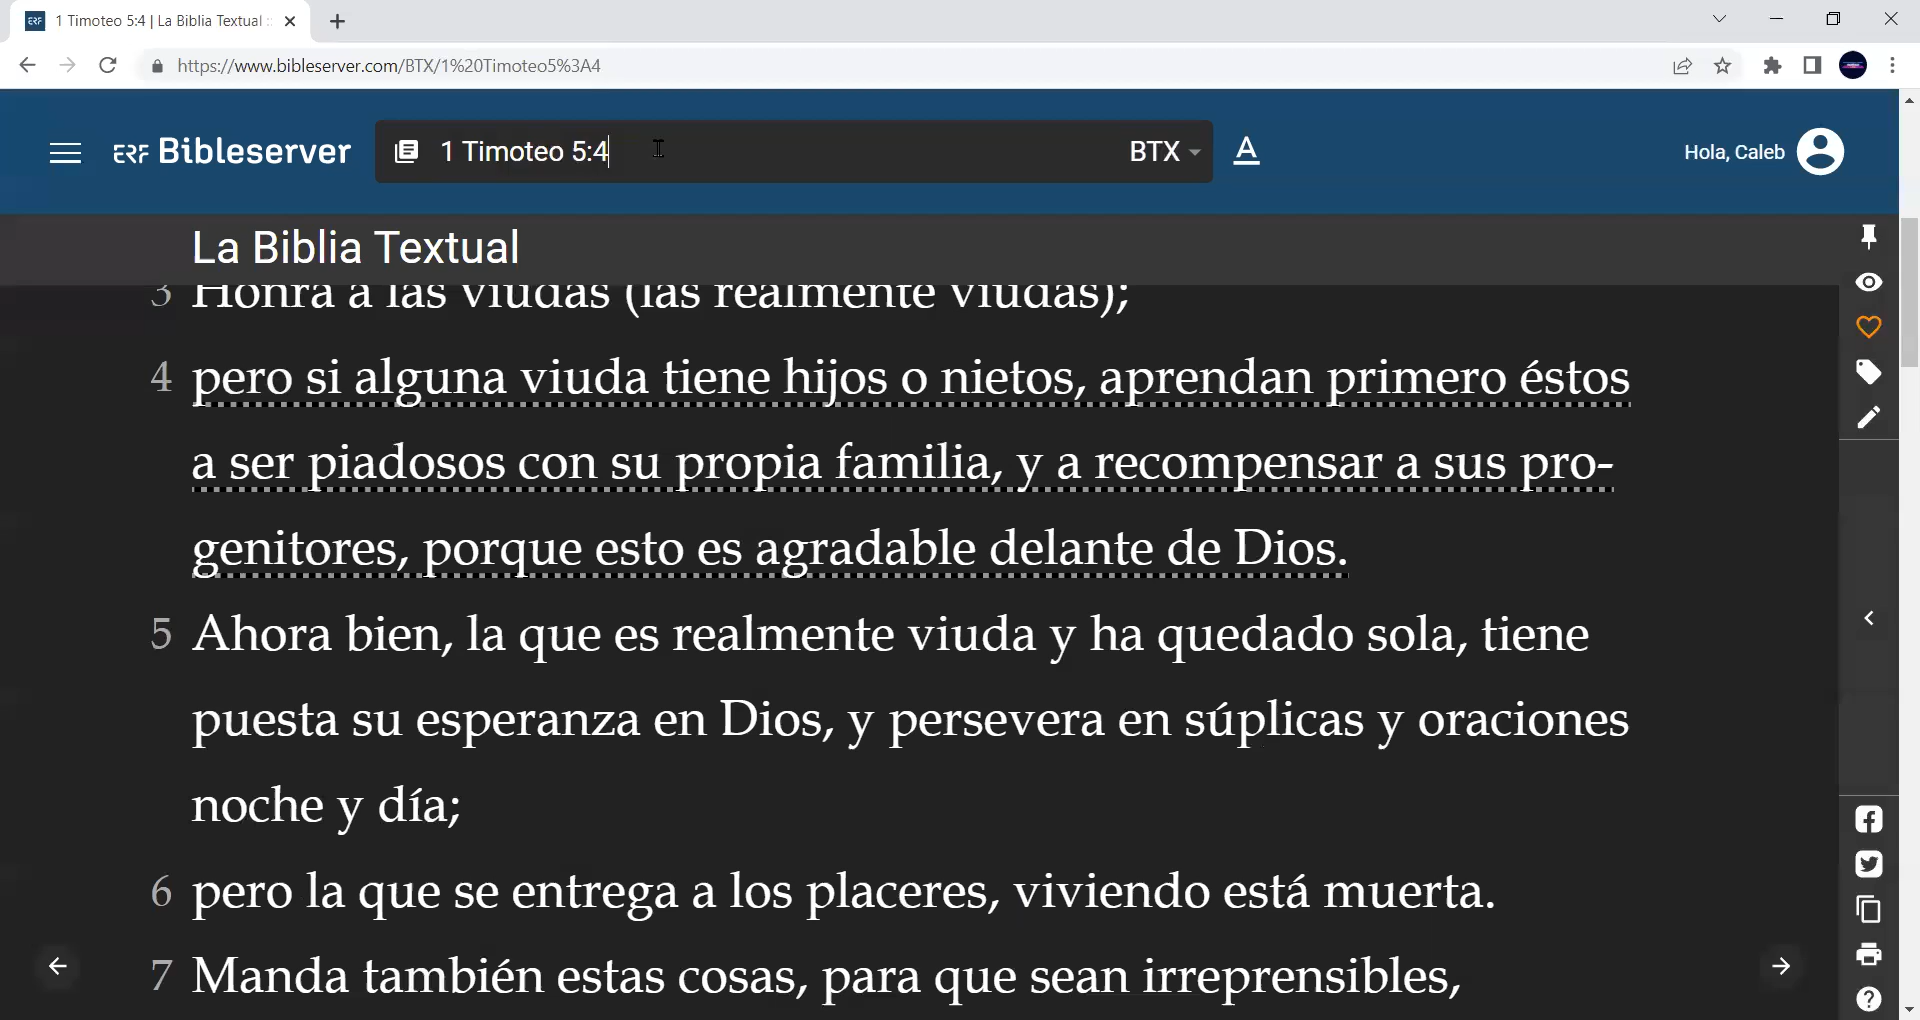 1 Timoteo 5:4 | La Biblia Textual :
https://www.bibleserver.com/BTX/1%20Timoteo5%3A4
ERF Bibleserver
1 Timoteo 5:4
BTX
A
Hola, Caleb
La Biblia Textual
3 Honra a las viudas (las realmente viudas);
4 pero si alguna viuda tiene hijos o nietos, aprendan primero éstos
a ser piadosos con su propia familia, y a recompensar a sus pro-
genitores, porque esto es agradable delante de Dios.
5 Ahora bien, la que es realmente viuda y ha quedado sola, tiene
puesta su esperanza en Dios, y persevera en súplicas y oraciones
noche y día;
6 pero la que se entrega a los placeres, viviendo está muerta.
7 Manda también estas cosas, para que sean irreprensibles,